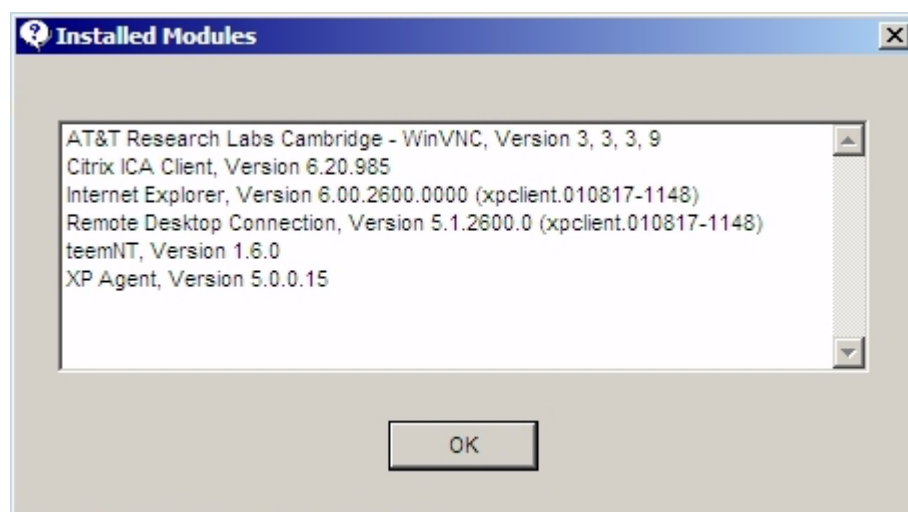 Installed Modules
AT&T Research Labs Cambridge - WinVNC, Version 3, 3, 3, 9
Citrix ICA Client, Version 6.20.985
Internet Explorer, Version 6.00.2600.0000 (xpclient.010817-1148)
Remote Desktop Connection, Version 5.1.2600.0 (xpclient.010817-1148)
teemNT, Version 1.6.0
XP Agent, Version 5.0.0.15
OK